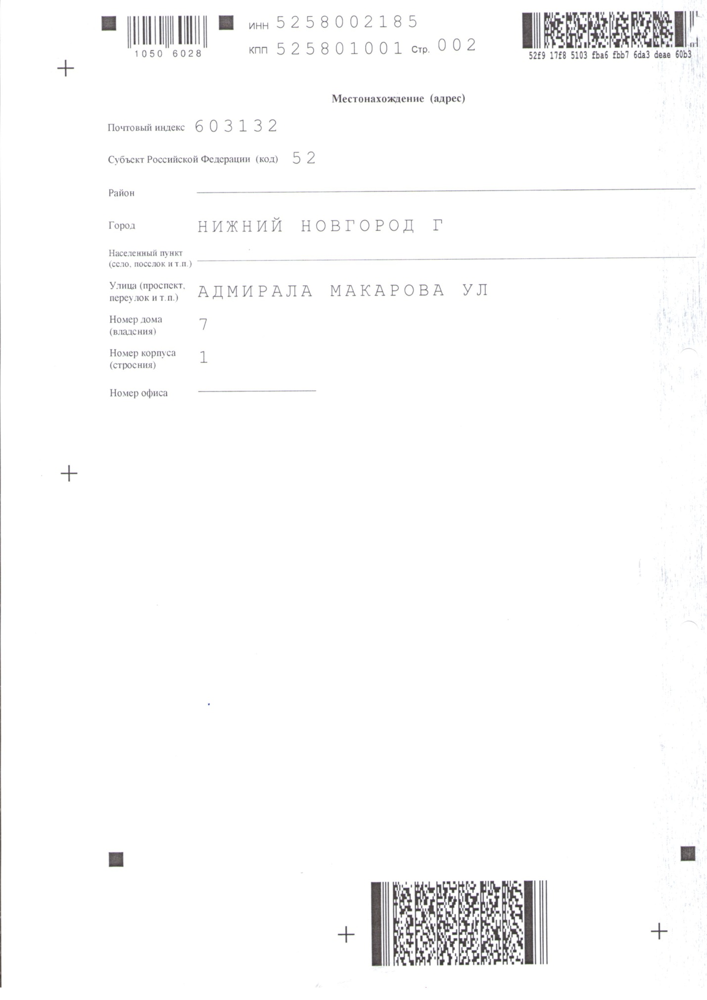 ИНН 5258002185
1050 6028
КПП 525801001 Стр. 002
52f9 17f8 5103 fba6 fbb7 6da3 deae 60b3
Местонахождение (адрес)
Почтовый индекс 603132
Субъект Российской Федерации (код) 52
Район
Город НИЖНИЙ НОВГОРОД Г
Населенный пункт
(село, поселок и т.п.)
Улица (проспект,
переулок и т.п.) АДМИРАЛА МАКАРОВА УЛ
Номер дома
(владения) 7
Номер корпуса
(строения) 1
Номер офиса